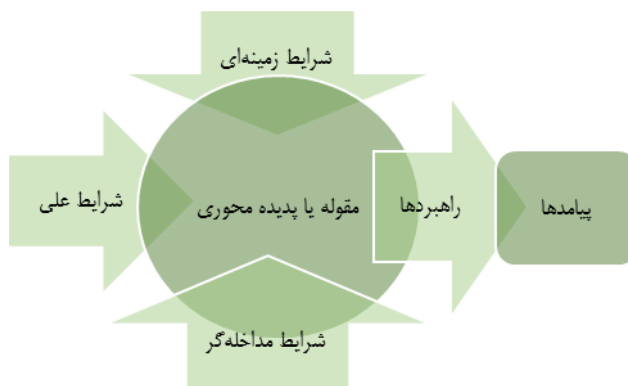 شرایط زمینه‌ای
شرایط علی
مقوله یا پدیده محوری
راهبردها
پیامدها
شرایط مداخله‌گر